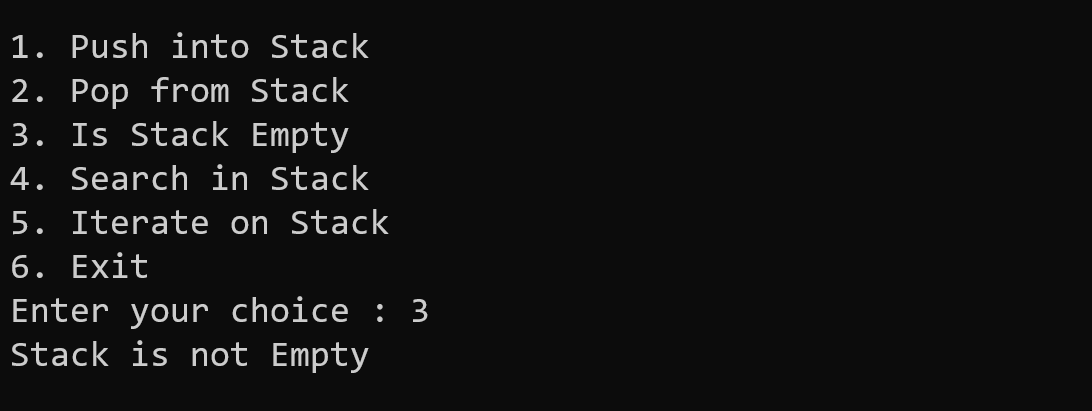 1. Push into Stack
2. Pop from Stack
3. Is Stack Empty
4. Search in Stack
5. Iterate on Stack
6. Exit
Enter your choice : 3
Stack is not Empty